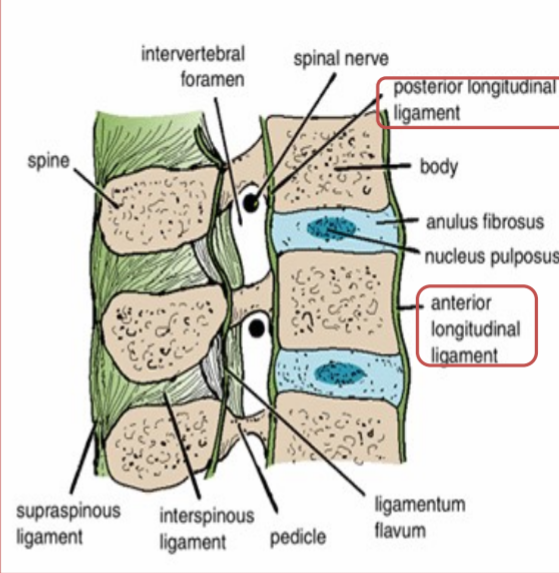 intervertebral
foramen
spinal nerve
posterior longitudinal
ligament
spine
body
anulus fibrosus
nucleus pulposus
anterior
longitudinal
ligament
supraspinous
ligament
interspinous
ligament
pedicle
ligamentum
flavum